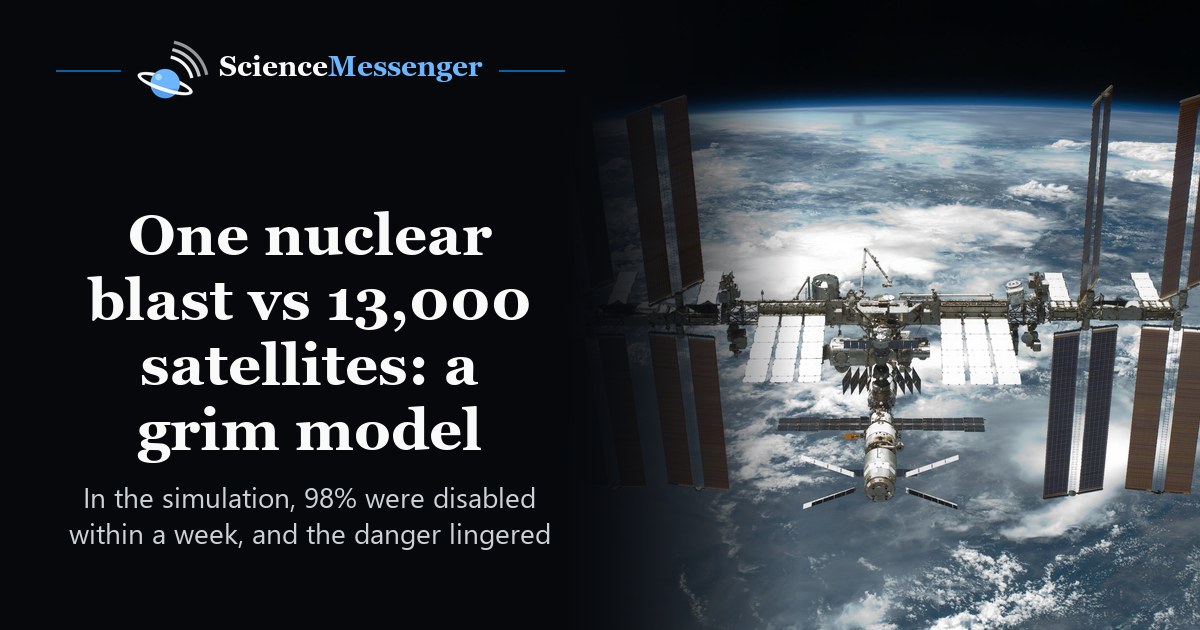 ScienceMessenger
One nuclear
blast vs 13,000
satellites: a
grim model
In the simulation, 98% were disabled
within a week, and the danger lingered